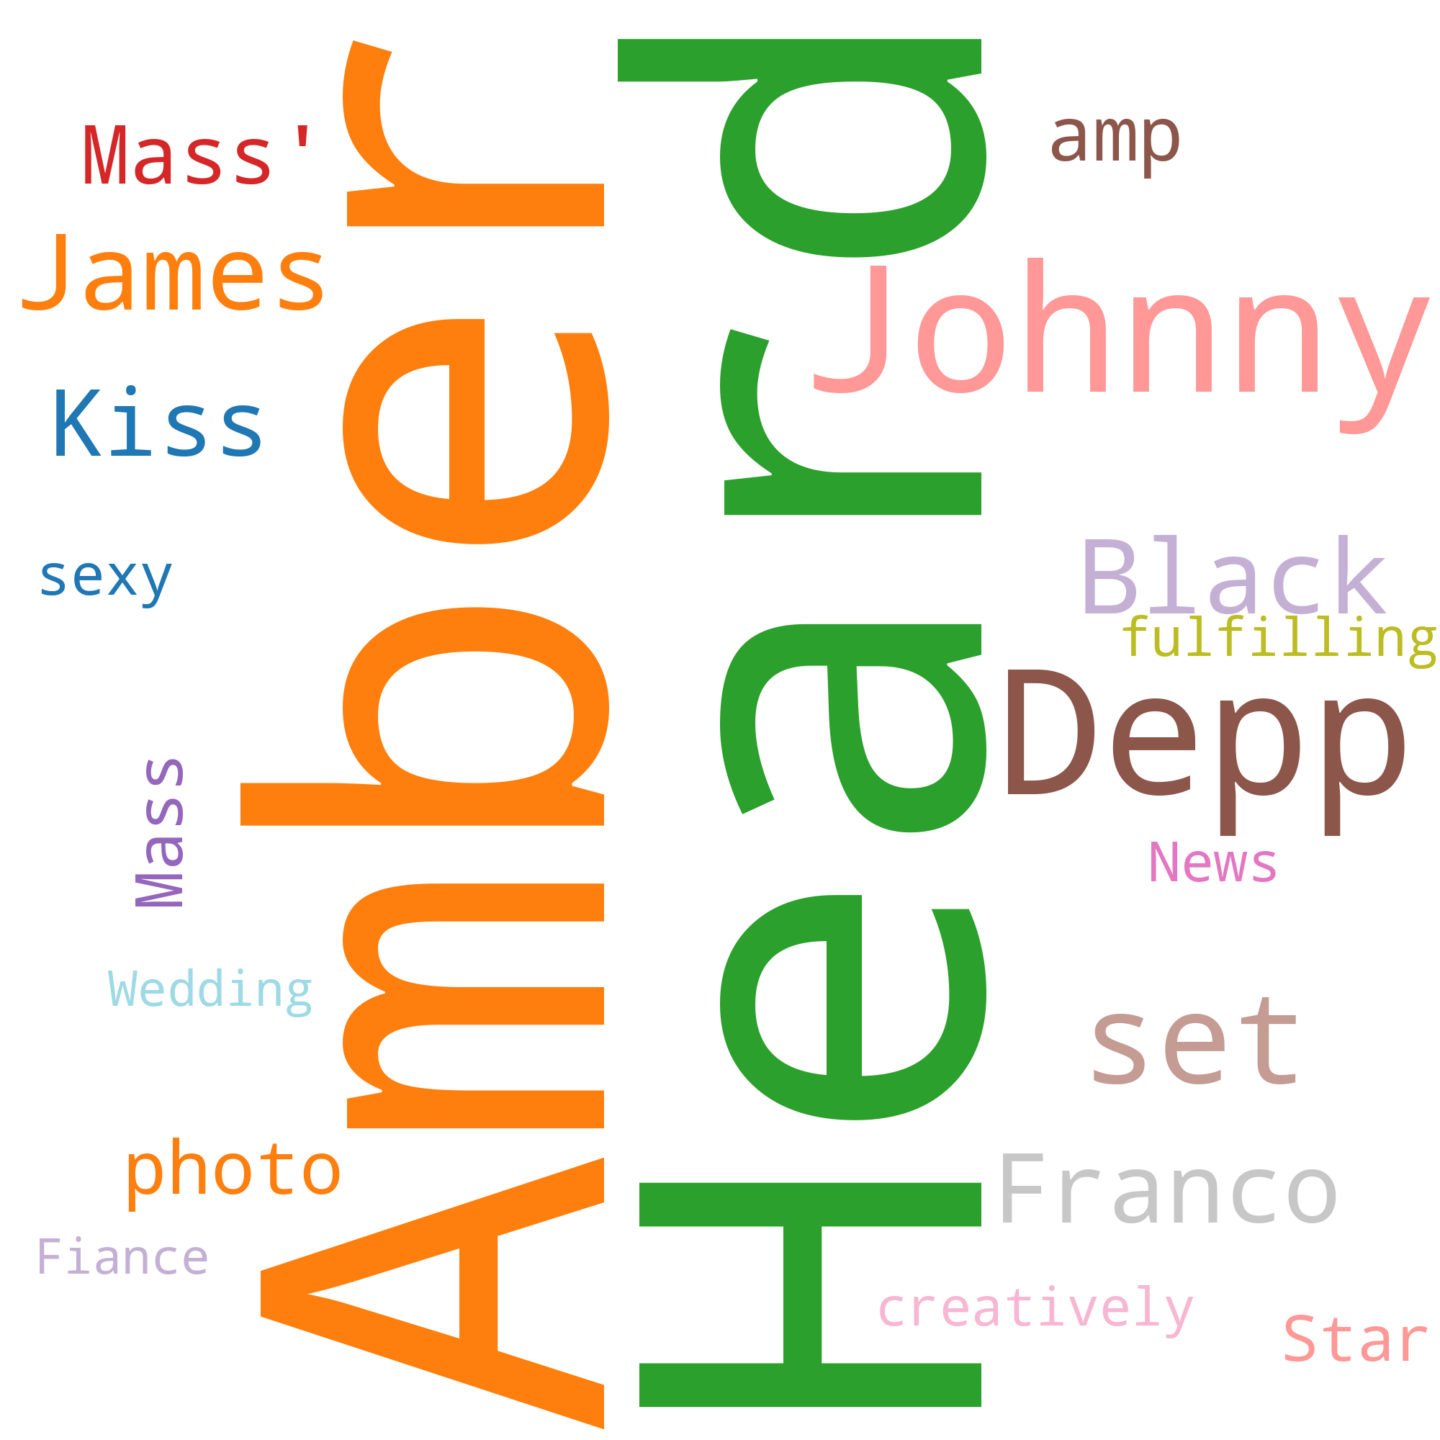 Mass'
James
Kiss
sexy
Mass
Wedding
photo
Fiance
Amber
Heard
amp
Johnny
Black
fulfilling
Depp
News
set
Franco
creatively
Star